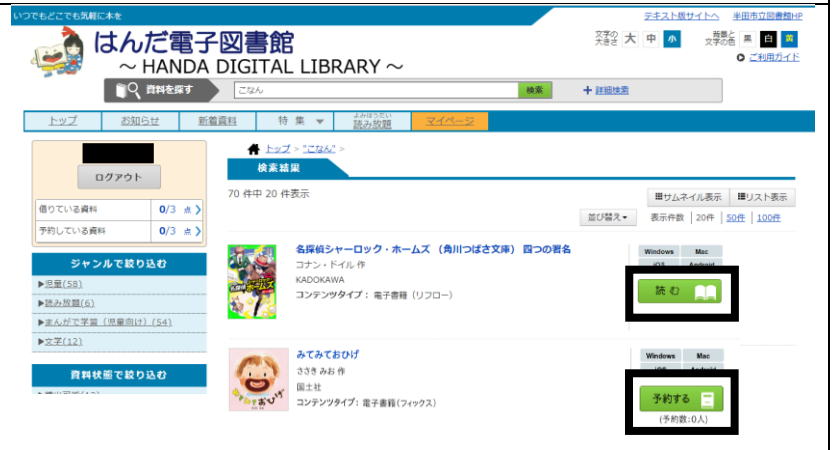 いつでもどこでも気軽に本を
テキスト版サイトへ 半田市立図書館HP
はんだ電子図書館
～ HANDA DIGITAL LIBRARY ～
文字の大きさ 大 中 小 背景と文字の色 黒 白 黄
ご利用ガイド
資料を探す こなん 検索 ＋ 詳細検索
トップ お知らせ 新着資料 特 集 ▼ よみほうだい 読み放題 マイページ
トップ > "こなん" >
ログアウト
検索結果
70 件中 20 件表示
サムネイル表示 リスト表示
借りている資料 0/3 点
予約している資料 0/3 点
並び替え▼ 表示件数 20件 50件 100件
ジャンルで絞り込む
▶児童(58)
▶読み放題(6)
▶まんがで学習（児童向け）(54)
▶文字(12)
資料状態で絞り込む
名探偵シャーロック・ホームズ （角川つばさ文庫） 四つの署名
コナン・ドイル 作
KADOKAWA
コンテンツタイプ： 電子書籍（リフロー）
Windows Mac
読む
みてみておひげ
ささき みお 作
国土社
コンテンツタイプ：電子書籍(フィックス)
Windows Mac
予約する
(予約数:0人)